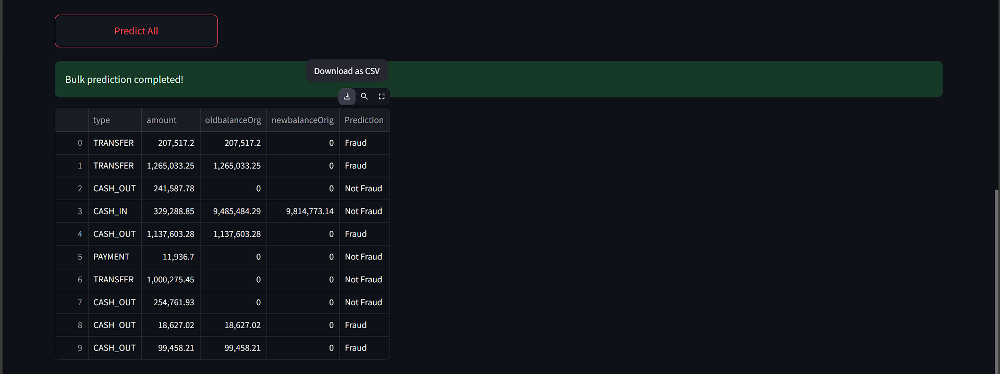 Predict All
Download as CSV
Bulk prediction completed!
type amount oldbalanceOrg newbalanceOrig Prediction
0 TRANSFER 207,517.2 207,517.2 0 Fraud
1 TRANSFER 1,265,033.25 1,265,033.25 0 Fraud
2 CASH_OUT 241,587.78 0 0 Not Fraud
3 CASH_IN 329,288.85 9,485,484.29 9,814,773.14 Not Fraud
4 CASH_OUT 1,137,603.28 1,137,603.28 0 Fraud
5 PAYMENT 11,936.7 0 0 Not Fraud
6 TRANSFER 1,000,275.45 0 0 Not Fraud
7 CASH_OUT 254,761.93 0 0 Not Fraud
8 CASH_OUT 18,627.02 18,627.02 0 Fraud
9 CASH_OUT 99,458.21 99,458.21 0 Fraud